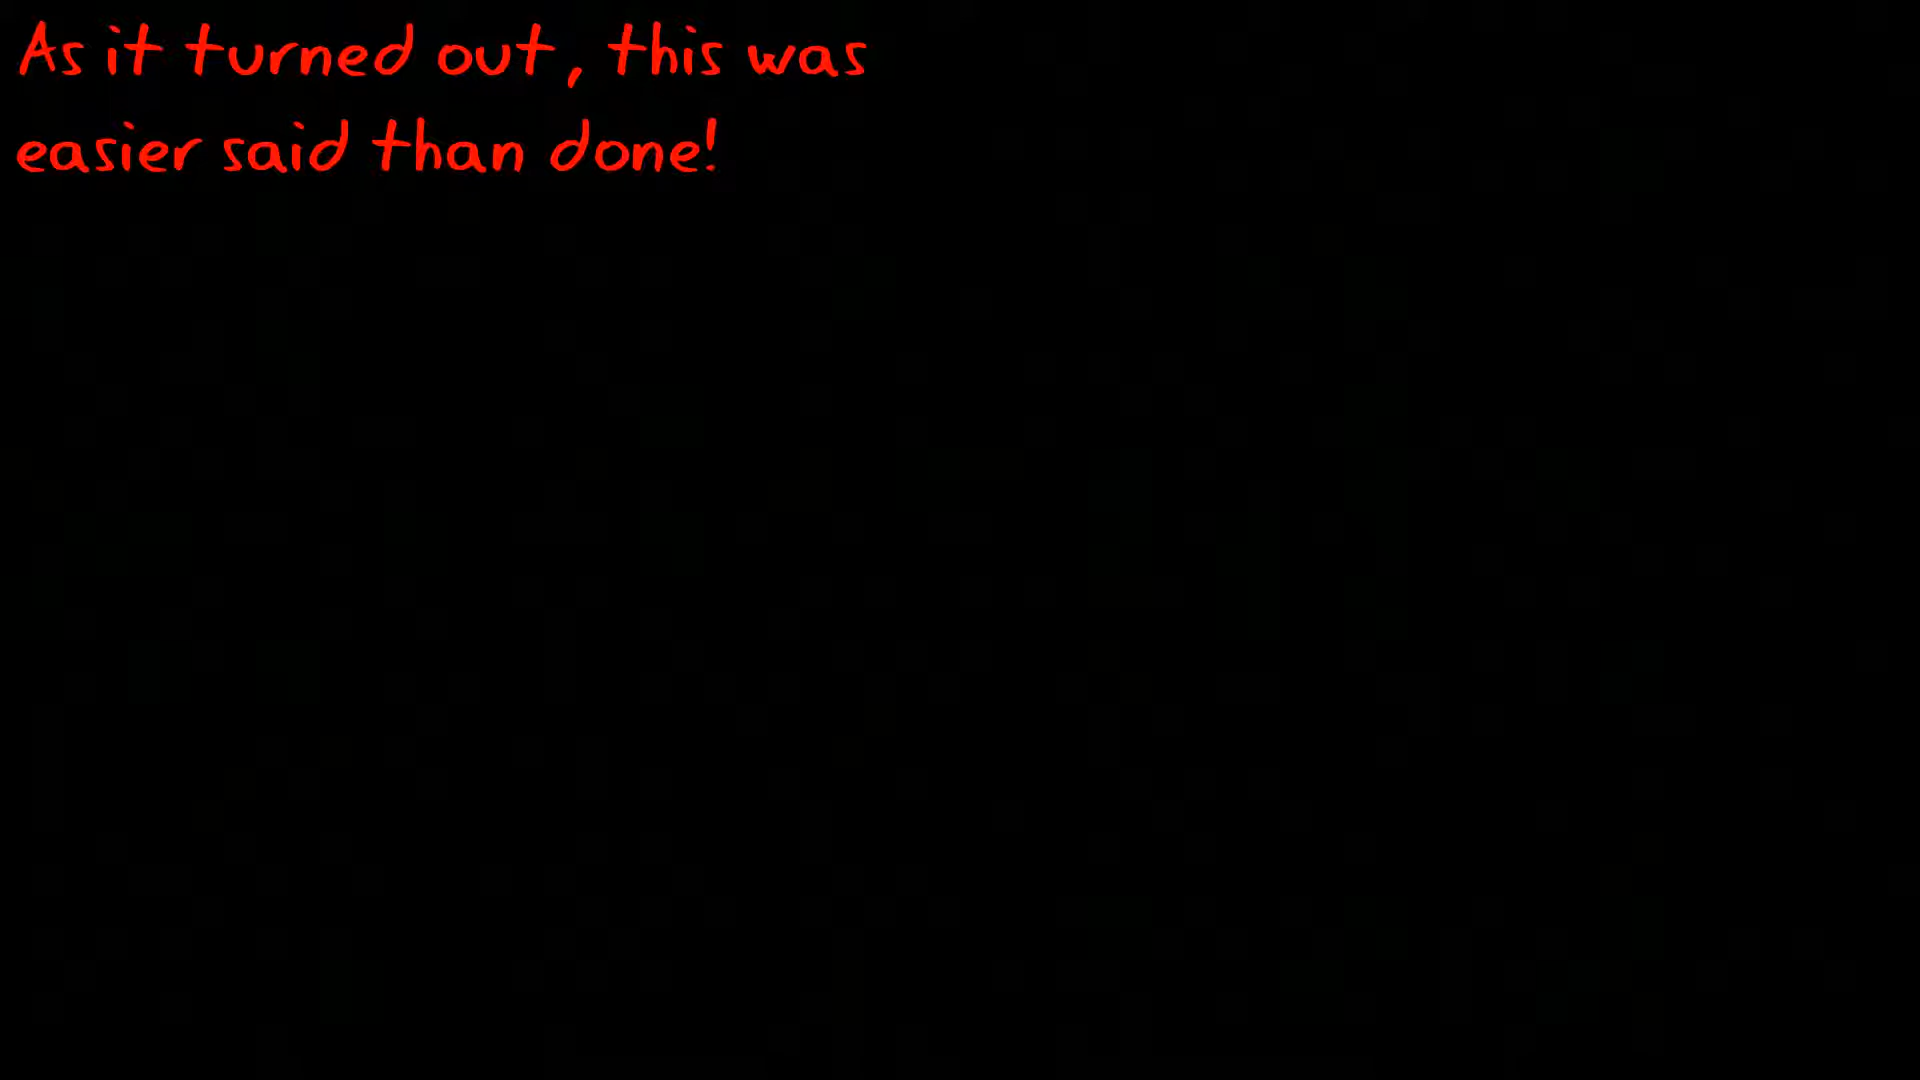 As it turned out, this was
easier said than done!